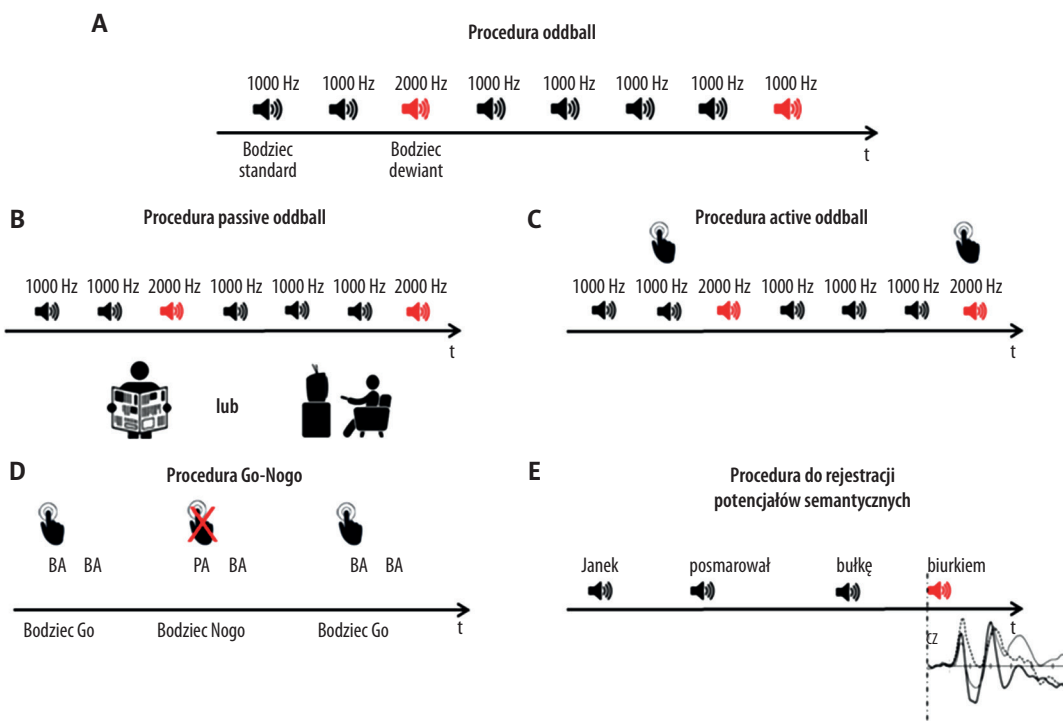 A
Procedura oddball
1000 Hz 1000 Hz 2000 Hz 1000 Hz 1000 Hz 1000 Hz 1000 Hz 1000 Hz
Bodziec
standard
Bodziec
dewiant
t
B
Procedura passive oddball
1000 Hz 1000 Hz 2000 Hz 1000 Hz 1000 Hz 1000 Hz 2000 Hz
t
lub
C
Procedura active oddball
1000 Hz 1000 Hz 2000 Hz 1000 Hz 1000 Hz 1000 Hz 2000 Hz
t
D
Procedura Go-Nogo
BA BA PA BA BA BA
Bodziec Go Bodziec Nogo Bodziec Go t
E
Procedura do rejestracji
potencjałów semantycznych
Janek posmarował bułkę biurkiem
t
cz